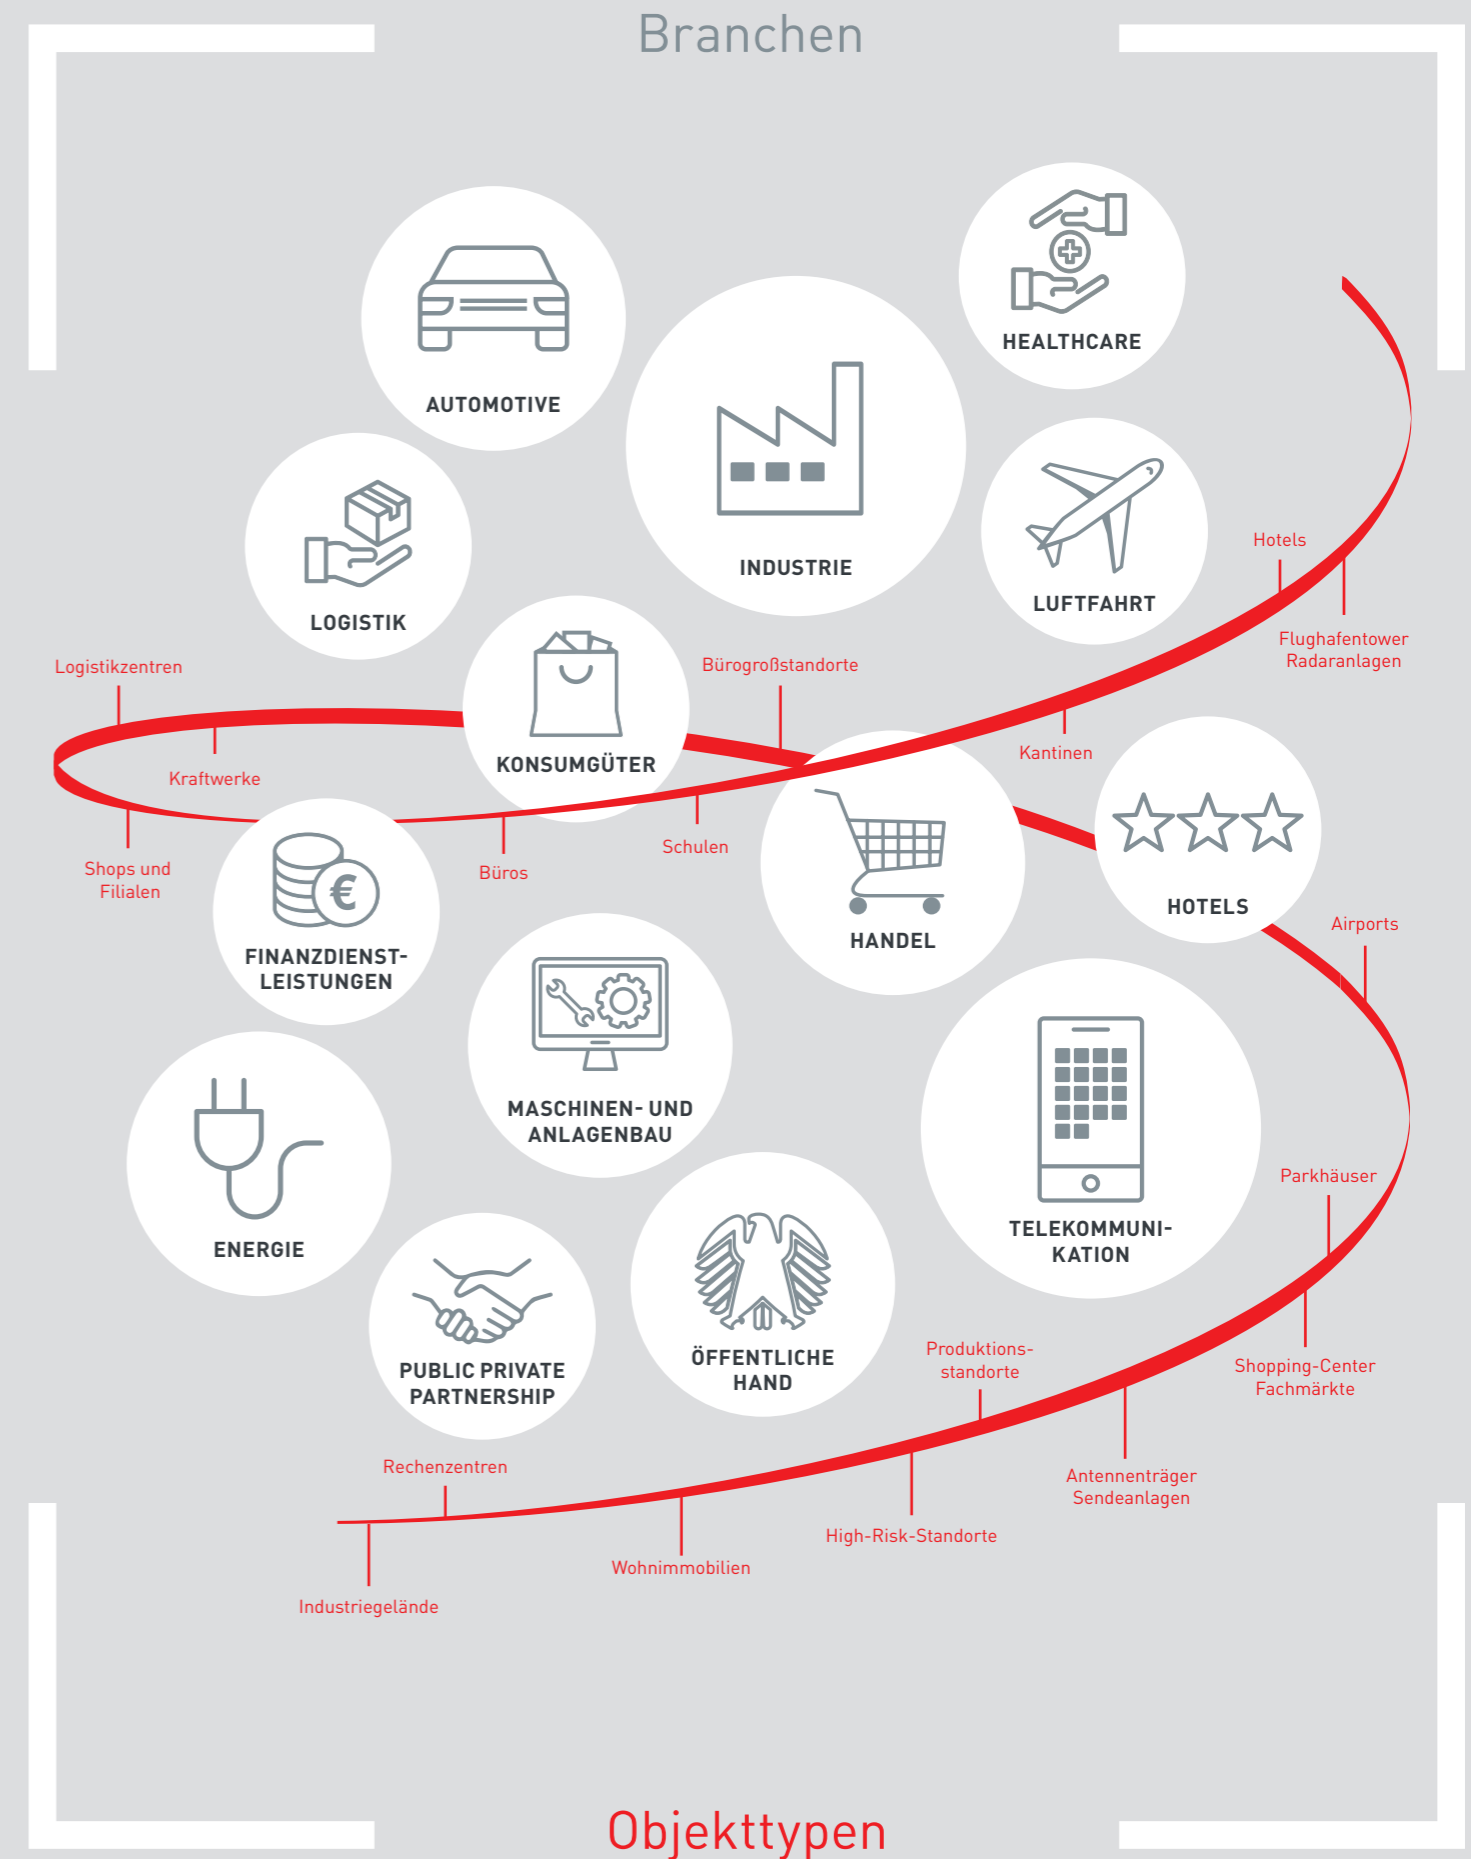 Branchen
HEALTHCARE
AUTOMOTIVE
INDUSTRIE
LUFTFAHRT
LOGISTIK
Hotels
Flughafentower
Radaranlagen
Logistikzentren
Bürogroßstandorte
KONSUMGÜTER
Kantinen
Kraftwerke
Shops und
Filialen
Büros
Schulen
HANDEL
HOTELS
Airports
FINANZDIENST-
LEISTUNGEN
MASCHINEN- UND
ANLAGENBAU
TELEKOMMUNI-
KATION
Parkhäuser
ENERGIE
PUBLIC PRIVATE
PARTNERSHIP
ÖFFENTLICHE
HAND
Produktions-
standorte
Shopping-Center
Fachmärkte
Rechenzentren
Antennenträger
Sendeanlagen
High-Risk-Standorte
Wohnimmobilien
Industriegelände
Objekttypen